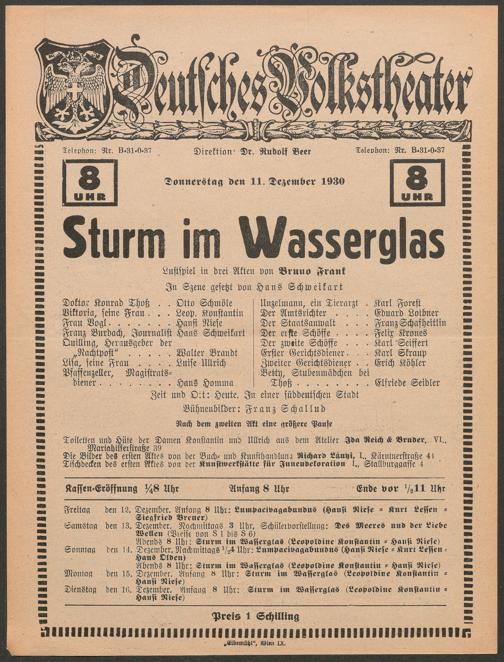 Deutsches Volkstheater
Telephon: Nr. B-31-0-37 Direktion: Dr. Rudolf Beer Telephon: Nr. B-31-0-37
8 UHR Donnerstag den 11. Dezember 1930 8 UHR
Sturm im Wasserglas
Lustspiel in drei Akten von Bruno Frank
In Szene gesetzt von Hans Schweikart
Doktor Konrad Thoß . . Otto Schmöle
Viktoria, seine Frau . . . Leop. Konstantin
Frau Vogl . . . . . Hansi Niese
Franz Burdach, Journalist Hans Schweikart
Quilling, Herausgeber der
„Nachtpost" . . . . . Walter Brandt
Lisa, seine Frau . . . . Luise Ullrich
Pfaffenzeller, Magistrats-
diener . . . . . . . Hans Homma
Unzelmann, ein Tierarzt . Karl Forest
Der Amtsrichter . . . . Eduard Loibner
Der Staatsanwalt . . . . Franz Schafheitlin
Der erste Schöffe . . . . Felix Krones
Der zweite Schöffe . . . Karl Seifert
Erster Gerichtsdiener . . Karl Skraup
Zweiter Gerichtsdiener . . Erich Köhler
Betty, Stubenmädchen bei
Thoß . . . . . . . Elfriede Seidler
Zeit und Ort: Heute. In einer süddeutschen Stadt
Bühnenbilder: Franz Schallud
Nach dem zweiten Akt eine größere Pause
Toiletten und Hüte der Damen Konstantin und Ullrich aus dem Atelier Ida Reich & Bruder, VI.,
Mariahilferstraße 39
Die Bilder des ersten Aktes von der Buch- und Kunsthandlung Richard Lányi, I., Kärntnerstraße 44
Tischdecken des ersten Aktes von der Kunstwerkstätte für Innendekoration I., Stallburggasse 4
Kassen-Eröffnung ½8 Uhr Anfang 8 Uhr Ende vor ½11 Uhr
Freitag den 12. Dezember. Anfang 8 Uhr: Lumpacivagabundus (Hansi Niese - Kurt Lessen -
Siegfried Breuer)
Samstag den 13. Dezember. Nachmittags 3 Uhr, Schülervorstellung: Des Meeres und der Liebe
Wellen (Preise von S 1 bis S 6)
Abends 8 Uhr: Sturm im Wasserglas (Leopoldine Konstantin - Hansi Niese)
Sonntag den 14. Dezember. Nachmittags ½4 Uhr: Lumpacivagabundus (Hansi Niese - Kurt Lessen-
Hans Olden)
Abends 8 Uhr: Sturm im Wasserglas (Leopoldine Konstantin - Hansi Niese)
Montag den 15. Dezember. Anfang 8 Uhr: Sturm im Wasserglas (Leopoldine Konstantin -
Hansi Niese)
Dienstag den 16. Dezember. Anfang 8 Uhr: Sturm im Wasserglas (Leopoldine Konstantin -
Hansi Niese)
Preis 1 Schilling
„Elbemühl", Wien IX.